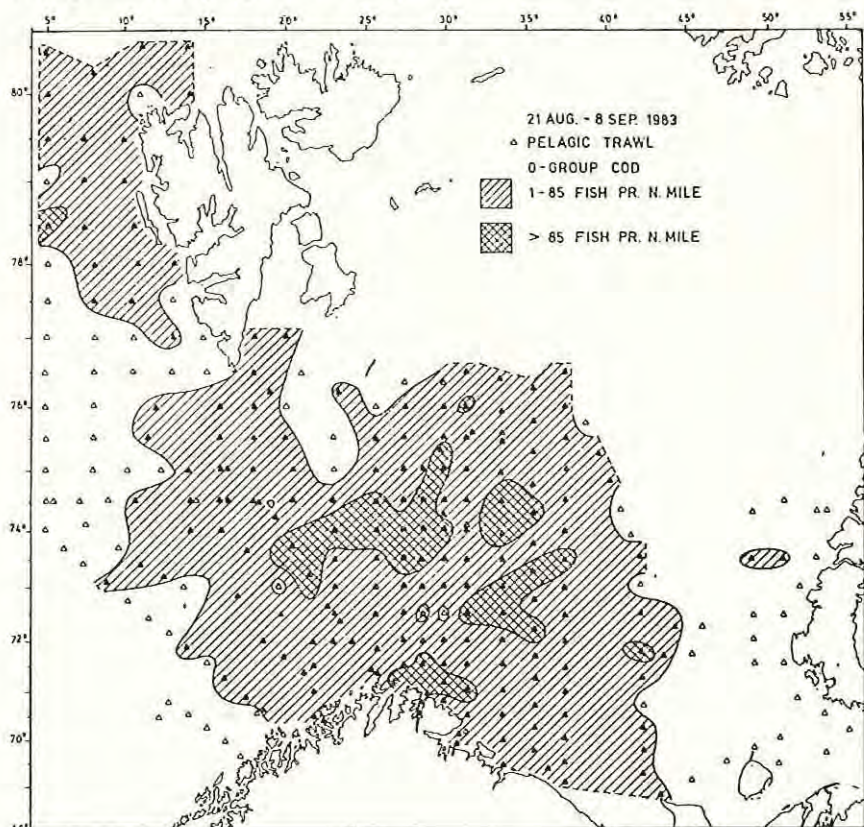 5° 10° 15° 20° 25° 30° 35° 40° 45° 50° 55°
80°
21 AUG. - 8 SEP. 1983
PELAGIC TRAWL
0-GROUP COD
1-85 FISH PR. N. MILE
> 85 FISH PR. N. MILE
78°
76°
74°
72°
70°